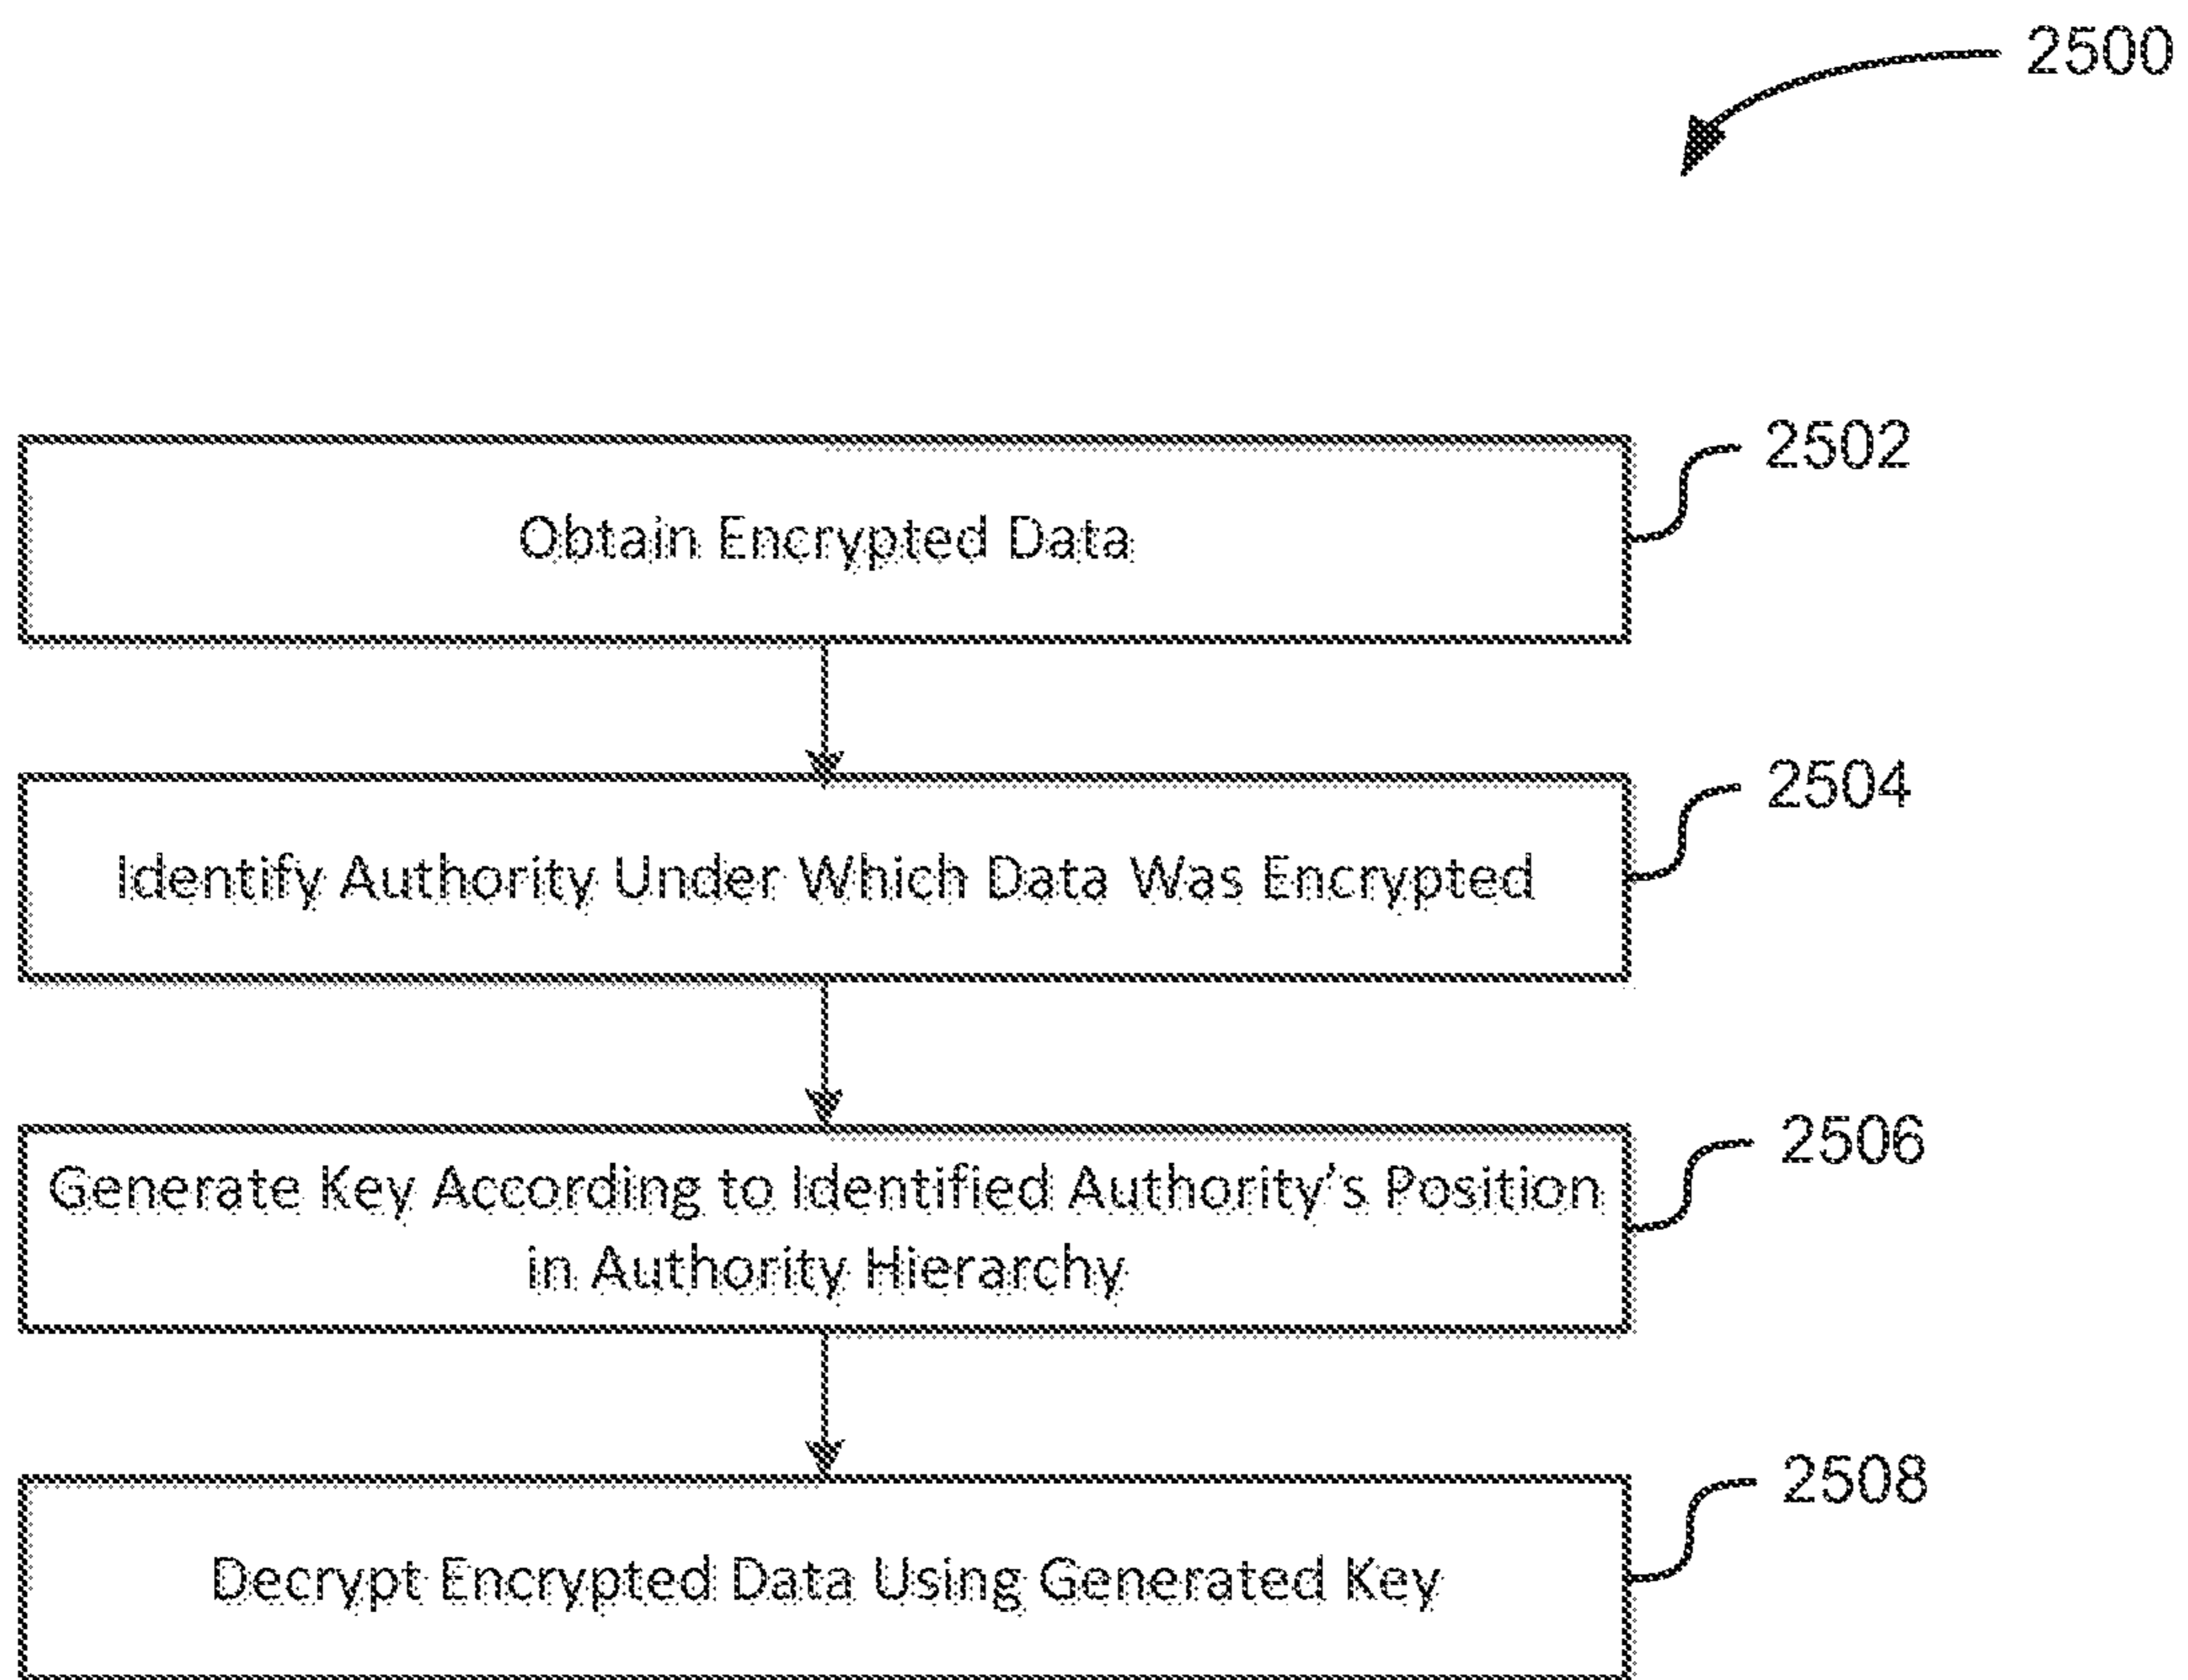 2500
2502
Obtain Encrypted Data
2504
Identify Authority Under Which Data Was Encrypted
2506
Generate Key According to Identified Authority's Position
in Authority Hierarchy
2508
Decrypt Encrypted Data Using Generated Key